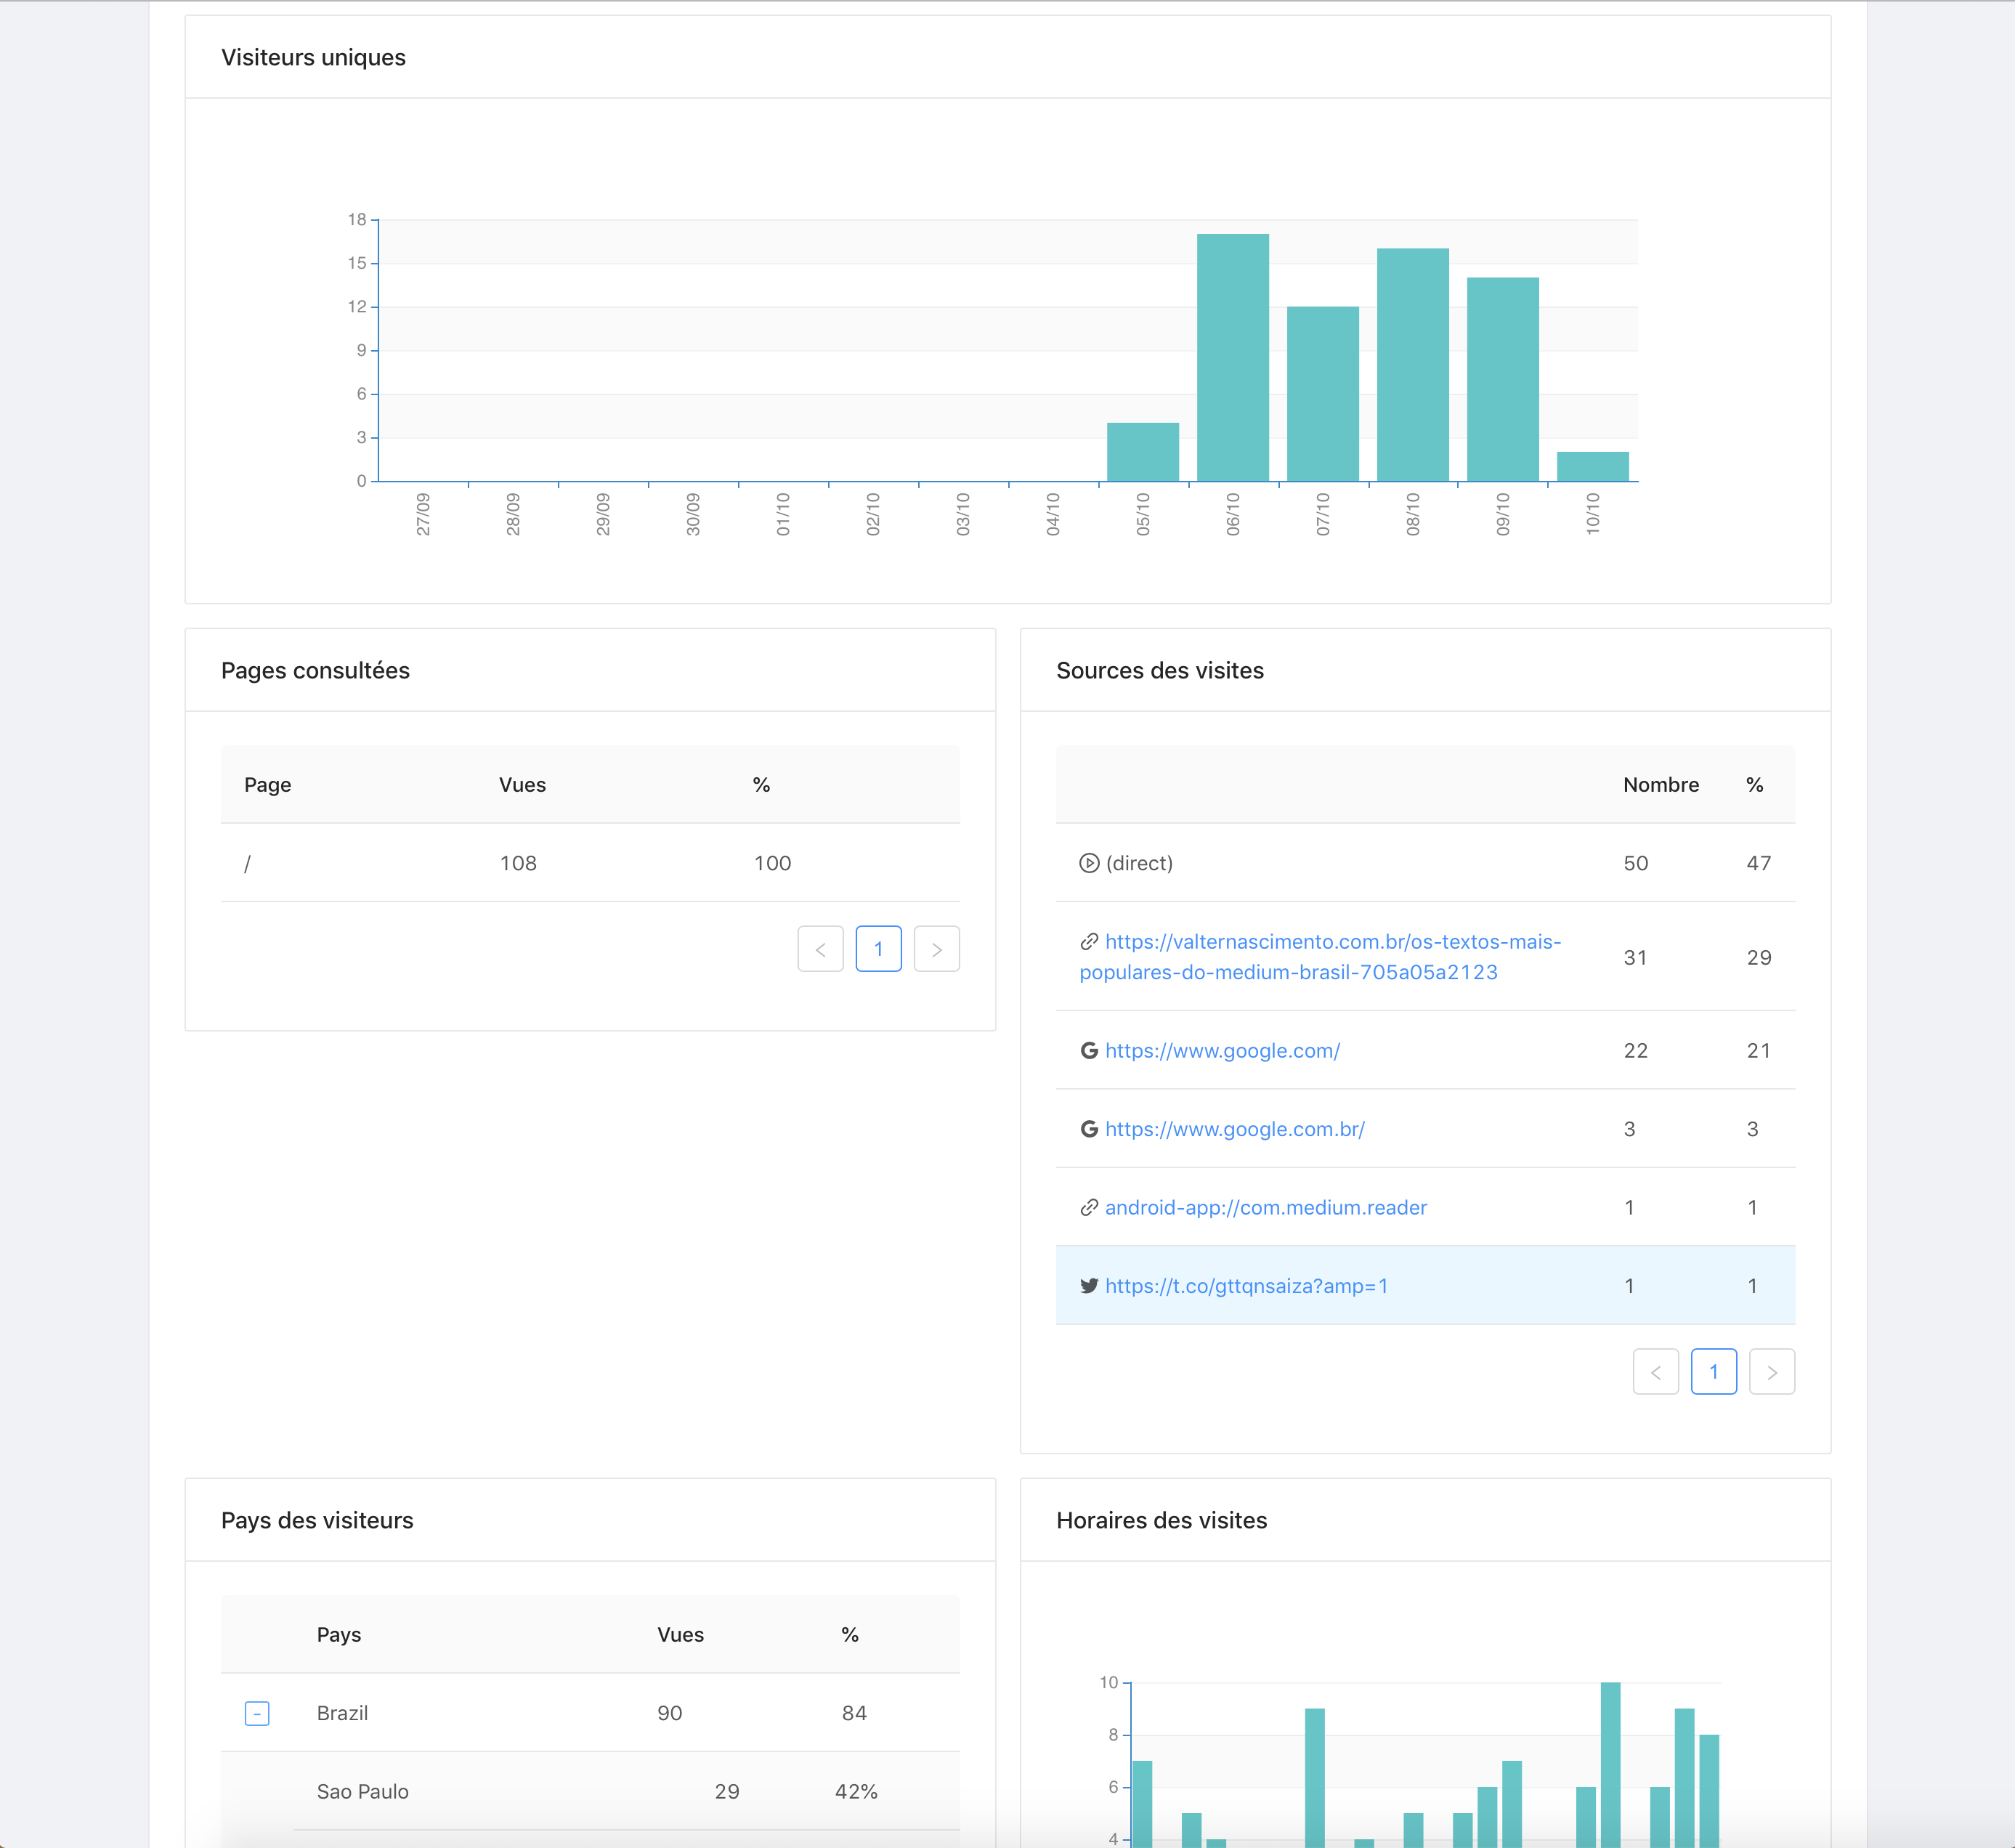 Visiteurs uniques
18
15
12
9
6
3
0
27/09
28/09
29/09
30/09
01/10
02/10
03/10
04/10
05/10
06/10
07/10
08/10
09/10
10/10
Pages consultées
Page Vues %
/ 108 100
< 1 >
Sources des visites
Nombre %
(direct) 50 47
https://valternascimento.com.br/os-textos-mais-
populares-do-medium-brasil-705a05a2123 31 29
https://www.google.com/ 22 21
https://www.google.com.br/ 3 3
android-app://com.medium.reader 1 1
https://t.co/gttqnsaiza?amp=1 1 1
< 1 >
Pays des visiteurs
Pays Vues %
- Brazil 90 84
Sao Paulo 29 42%
Horaires des visites
10
8
6
4